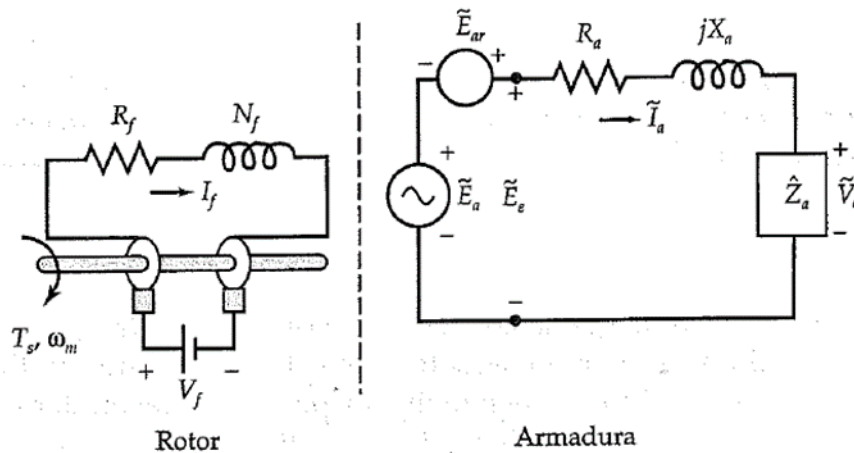 R_f
N_f
I_f
T_s, ω_m
+ −
V_f
Rotor
Ẽ_ar
− +
+
R_a
jX_a
Ĩ_a
+
Ẽ_a
Ẽ_g
−
Ẑ_a
+
−
−
Armadura